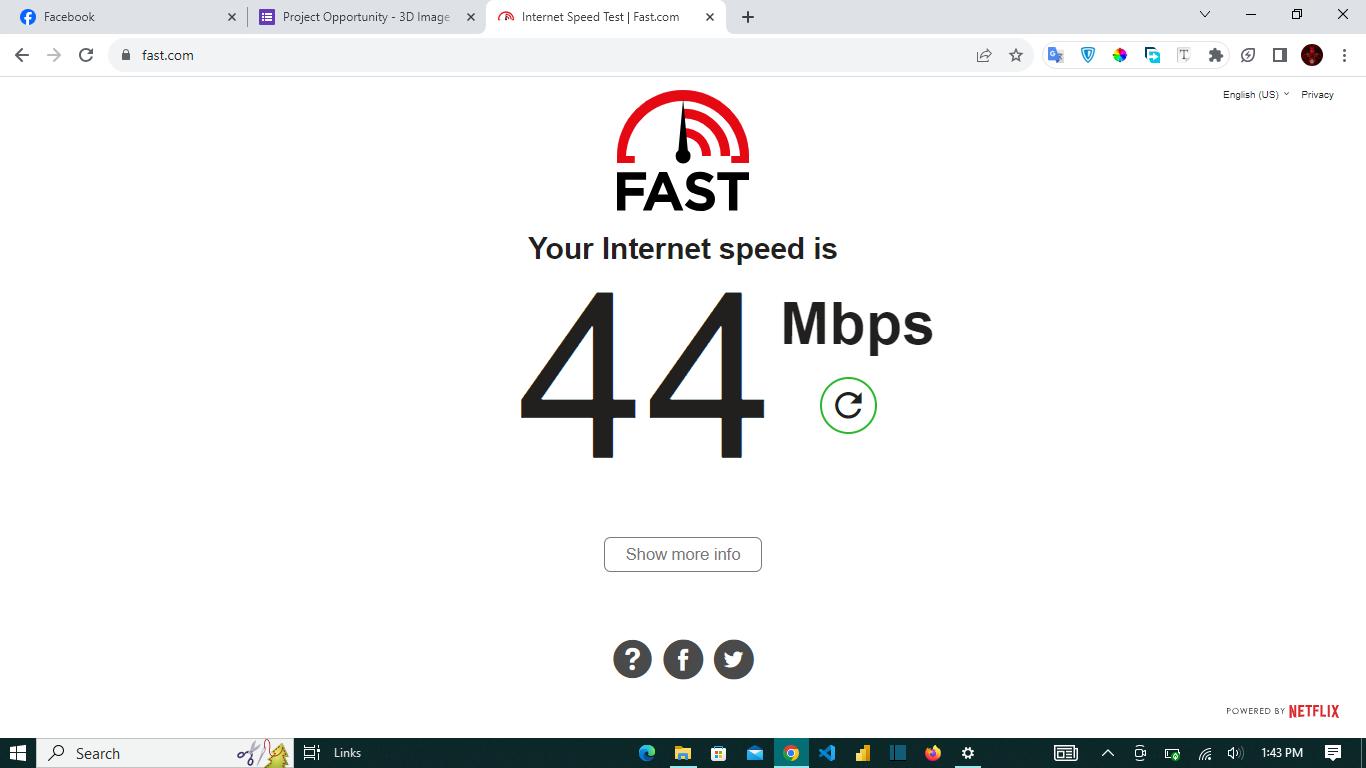 Facebook
Project Opportunity - 3D Image
Internet Speed Test | Fast.com
fast.com
English (US)
Privacy
FAST
Your Internet speed is
44 Mbps
Show more info
POWERED BY NETFLIX
Search
Links
1:43 PM